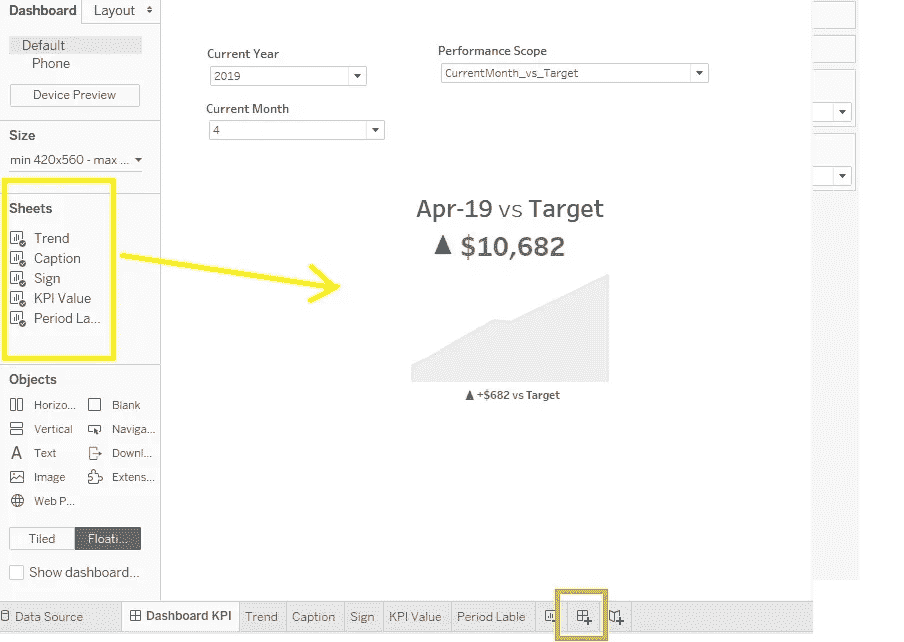 Dashboard
Layout
Default
Phone
Device Preview
Size
min 420x560 - max ...
Sheets
Trend
Caption
Sign
KPI Value
Period La...
Objects
Horizo...
Blank
Vertical
Naviga...
Text
Downl...
Image
Extens...
Web P...
Tiled
Floati...
Show dashboard...
Current Year
2019
Current Month
4
Performance Scope
CurrentMonth_vs_Target
Apr-19 vs Target
▲ $10,682
▲ +$682 vs Target
Data Source
Dashboard KPI
Trend
Caption
Sign
KPI Value
Period Lable